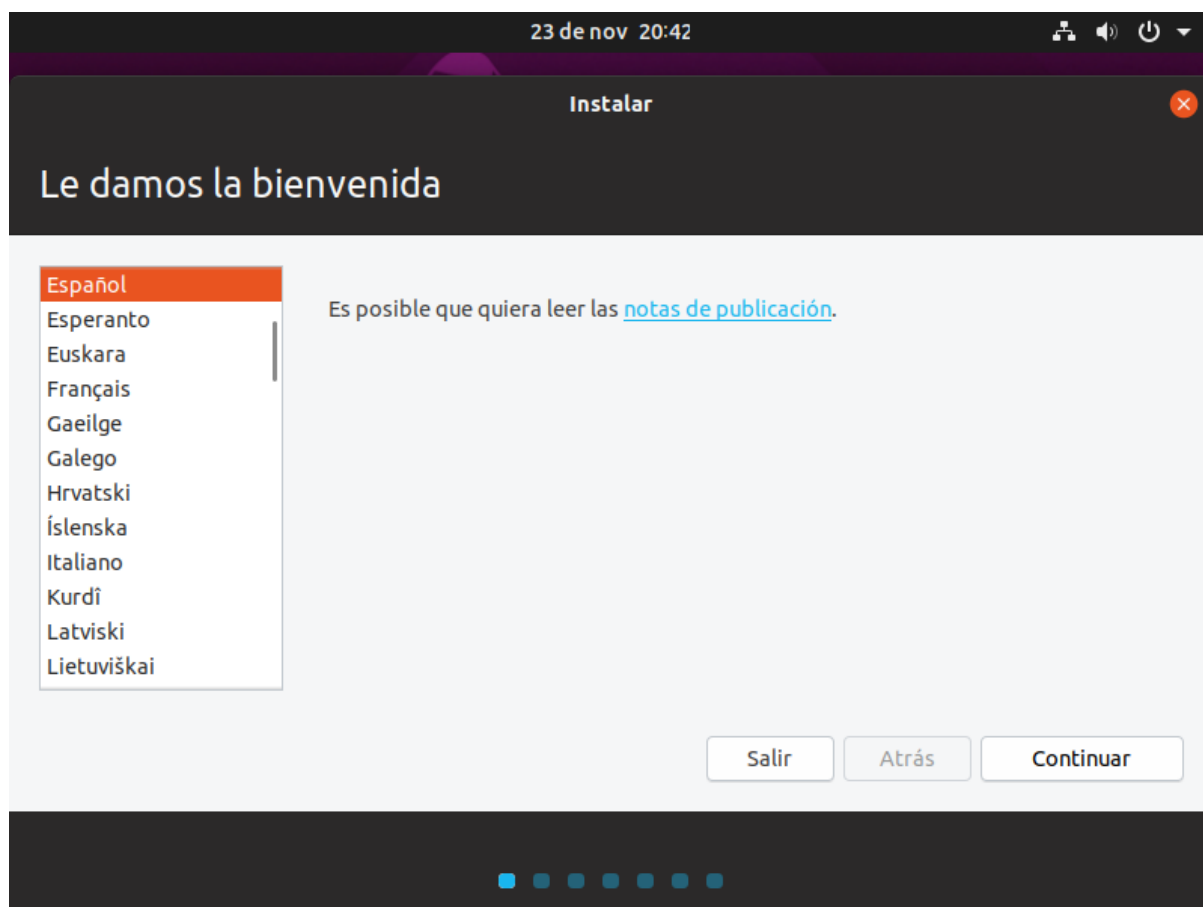 23 de nov 20:42
Instalar
Le damos la bienvenida
Español
Esperanto
Euskara
Français
Gaeilge
Galego
Hrvatski
Íslenska
Italiano
Kurdî
Latviski
Lietuviškai
Es posible que quiera leer las notas de publicación.
Salir
Atrás
Continuar